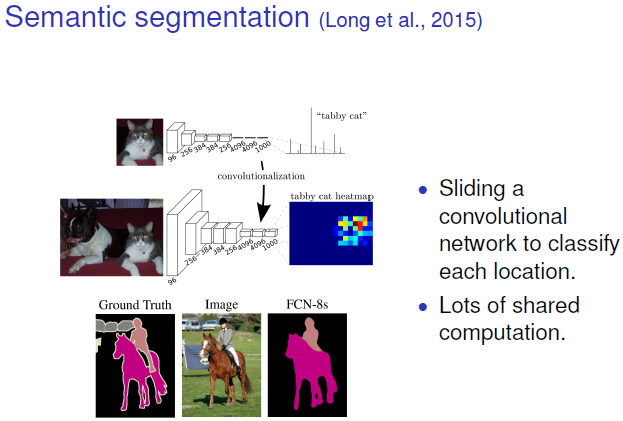 Semantic segmentation (Long et al., 2015)
"tabby cat"
96 256 384 384 256 4096 4096 1000
convolutionalization
tabby cat heatmap
96 256 384 384 256 4096 4096 1000
Ground Truth Image FCN-8s
• Sliding a
convolutional
network to classify
each location.
• Lots of shared
computation.